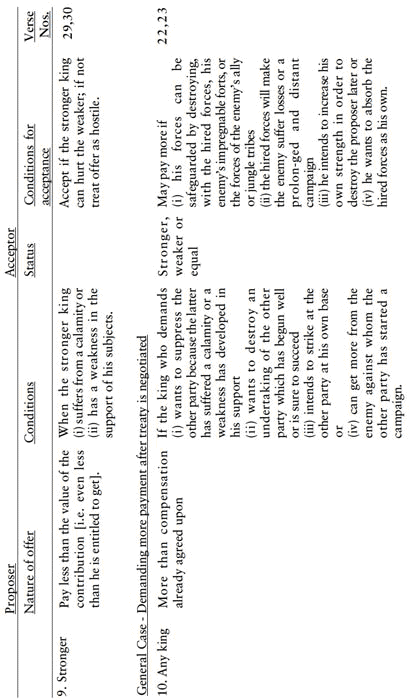 Proposer
Acceptor
Nature of offer
Conditions
Status
Conditions for
acceptance
Verse
Nos.
9. Stronger
Pay less than the value of the
contribution [i.e. even less
than he is entitled to get].
When the stronger king
(i) suffers from a calamity or
(ii) has a weakness in the
support of his subjects.
Accept if the stronger king
can hurt the weaker; if not
treat offer as hostile.
29,30
General Case - Demanding more payment after treaty is negotiated
10. Any king
More than compensation
already agreed upon
If the king who demands
(i) wants to suppress the
other party because the latter
has suffered a calamity or a
weakness has developed in
his support
(ii) wants to destroy an
undertaking of the other
party which has begun well
or is sure to succeed
(iii) intends to strike at the
other party at his own base
or
(iv) can get more from the
enemy against whom the
other party has started a
campaign.
Stronger,
weaker or
equal
May pay more if
(i) his forces can be
safeguarded by destroying,
with the hired forces, his
enemy's impregnable forts, or
the forces of the enemy's ally
or jungle tribes
(ii) the hired forces will make
the enemy suffer losses or a
prolon-ged and distant
campaign
(iii) he intends to increase his
own strength in order to
destroy the proposer later or
(iv) he wants to absorb the
hired forces as his own.
22,23